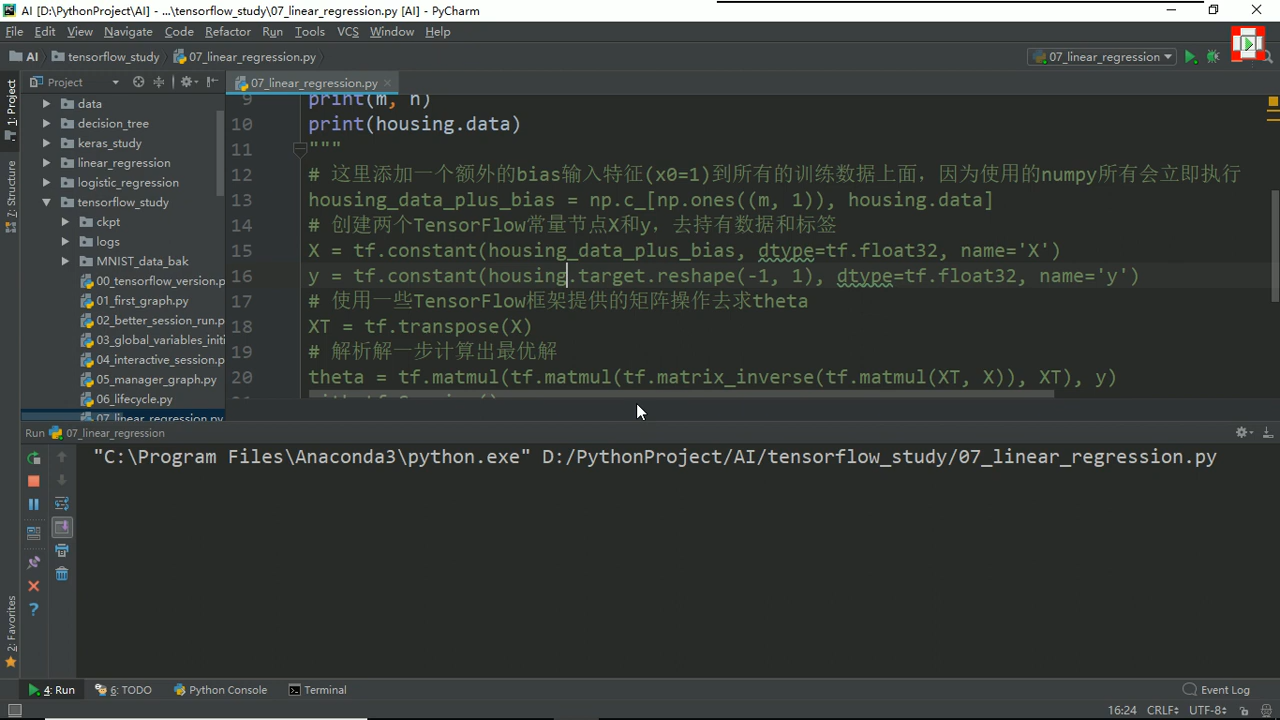 AI [D:\PythonProject\AI] - ...\tensorflow_study\07_linear_regression.py [AI] - PyCharm
File Edit View Navigate Code Refactor Run Tools VCS Window Help
AI tensorflow_study 07_linear_regression.py 07_linear_regression
1: Project
7: Structure
2: Favorites
Project
data
decision_tree
keras_study
linear_regression
logistic_regression
tensorflow_study
ckpt
logs
MNIST_data_bak
00_tensorflow_version.p
01_first_graph.py
02_better_session_run.p
03_global_variables_initi
04_interactive_session.p
05_manager_graph.py
06_lifecycle.py
07_linear_regression.py
07_linear_regression.py
9 print(m, n)
10 print(housing.data)
11 """
12 # 这里添加一个额外的bias输入特征(x0=1)到所有的训练数据上面，因为使用的numpy所有会立即执行
13 housing_data_plus_bias = np.c_[np.ones((m, 1)), housing.data]
14 # 创建两个TensorFlow常量节点X和y，去持有数据和标签
15 X = tf.constant(housing_data_plus_bias, dtype=tf.float32, name='X')
16 y = tf.constant(housing.target.reshape(-1, 1), dtype=tf.float32, name='y')
17 # 使用一些TensorFlow框架提供的矩阵操作去求theta
18 XT = tf.transpose(X)
19 # 解析解一步计算出最优解
20 theta = tf.matmul(tf.matmul(tf.matrix_inverse(tf.matmul(XT, X)), XT), y)
Run 07_linear_regression
"C:\Program Files\Anaconda3\python.exe" D:/PythonProject/AI/tensorflow_study/07_linear_regression.py
4: Run 6: TODO Python Console Terminal Event Log
16:24 CRLF UTF-8